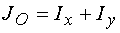 J_O = I_x + I_y